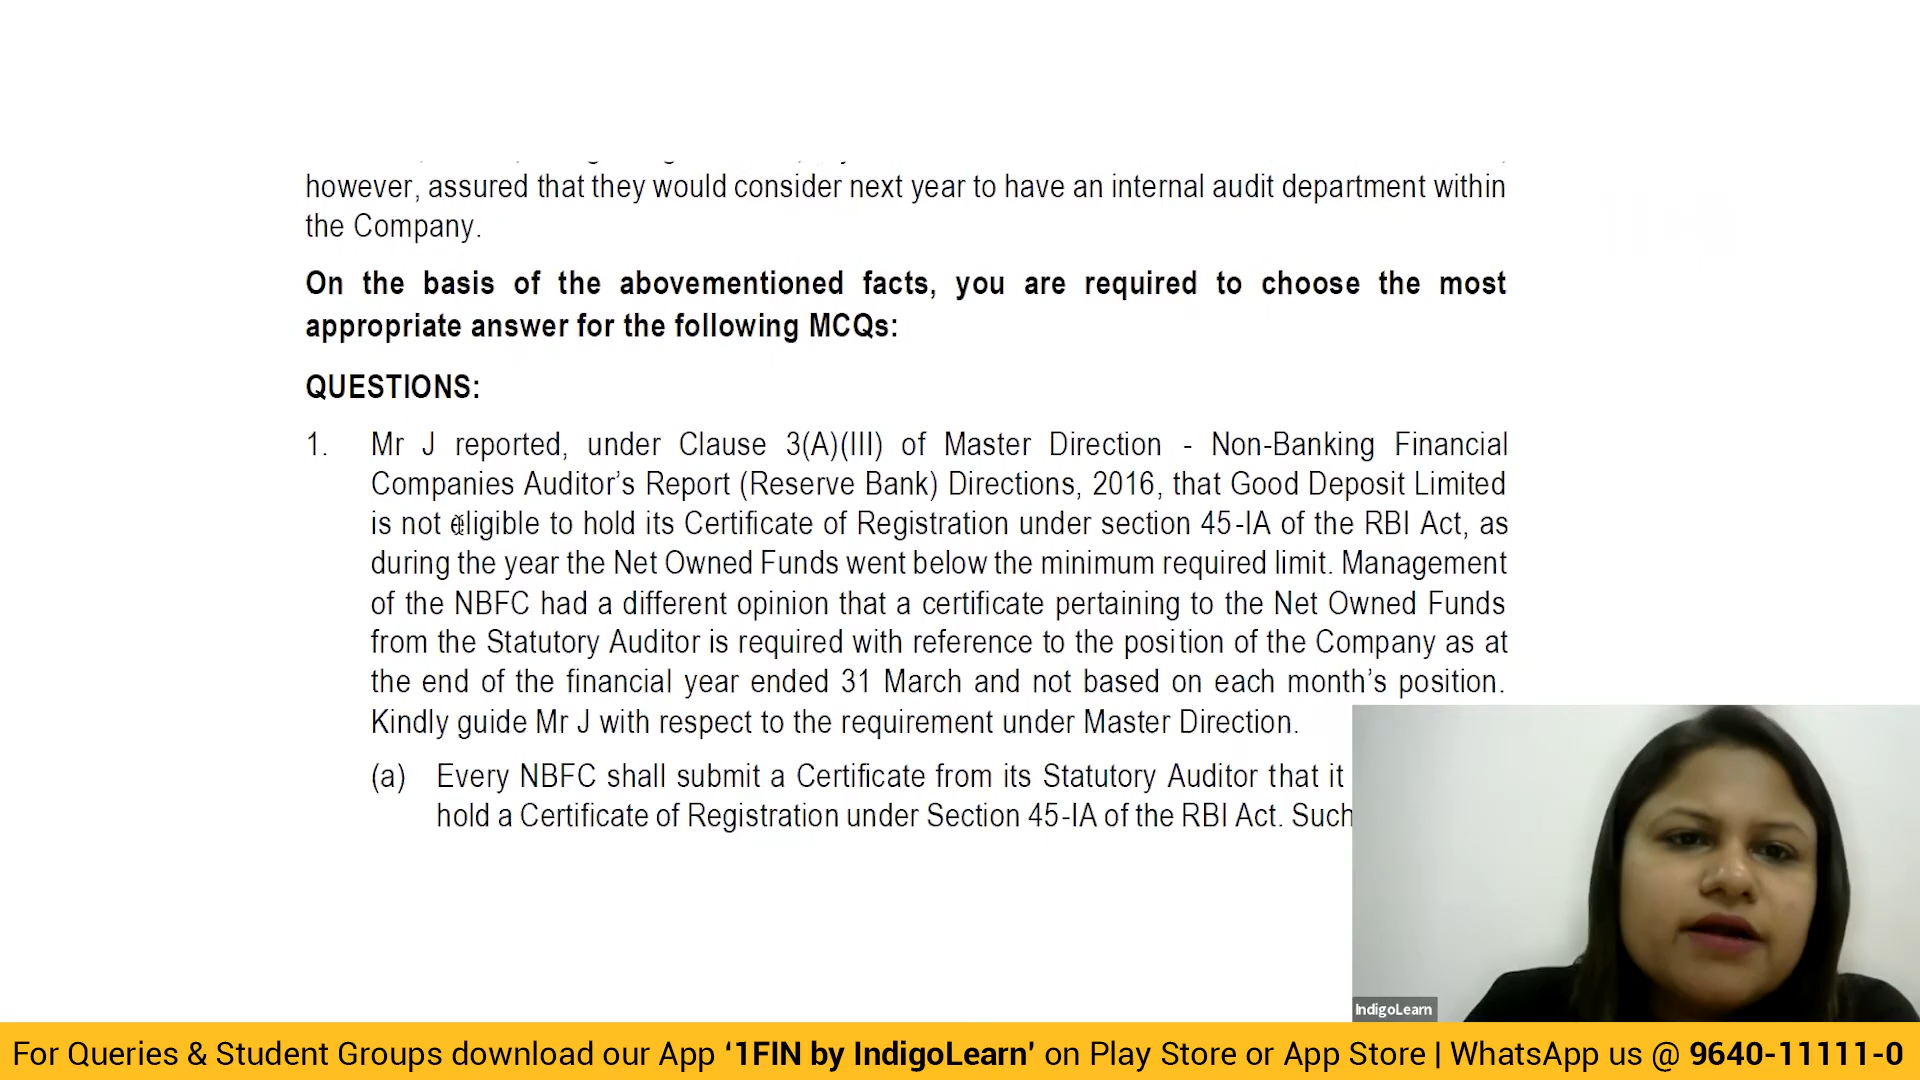 however, assured that they would consider next year to have an internal audit department within
the Company.
On the basis of the abovementioned facts, you are required to choose the most
appropriate answer for the following MCQs:
QUESTIONS:
1. Mr J reported, under Clause 3(A)(III) of Master Direction - Non-Banking Financial
Companies Auditor's Report (Reserve Bank) Directions, 2016, that Good Deposit Limited
is not eligible to hold its Certificate of Registration under section 45-IA of the RBI Act, as
during the year the Net Owned Funds went below the minimum required limit. Management
of the NBFC had a different opinion that a certificate pertaining to the Net Owned Funds
from the Statutory Auditor is required with reference to the position of the Company as at
the end of the financial year ended 31 March and not based on each month's position.
Kindly guide Mr J with respect to the requirement under Master Direction.
(a) Every NBFC shall submit a Certificate from its Statutory Auditor that it
hold a Certificate of Registration under Section 45-IA of the RBI Act. Such
IndigoLearn
For Queries & Student Groups download our App ‘1FIN by IndigoLearn’ on Play Store or App Store | WhatsApp us @ 9640-11111-0